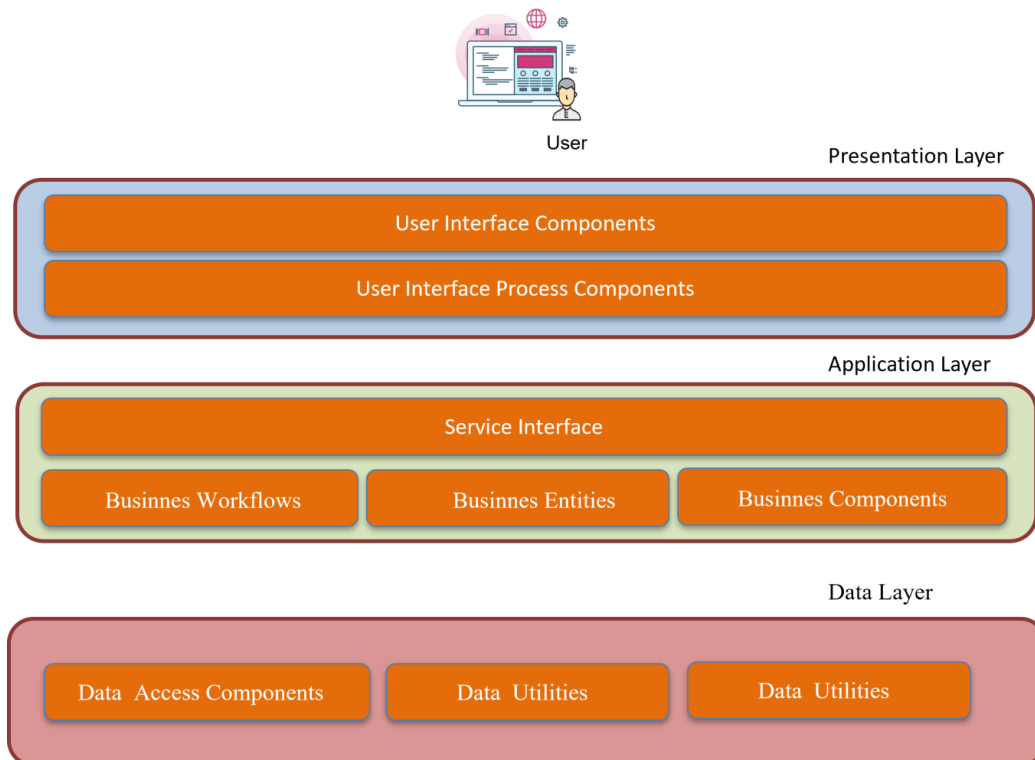 User
Presentation Layer
User Interface Components
User Interface Process Components
Application Layer
Service Interface
Businnes Workflows
Businnes Entities
Businnes Components
Data Layer
Data Access Components
Data Utilities
Data Utilities